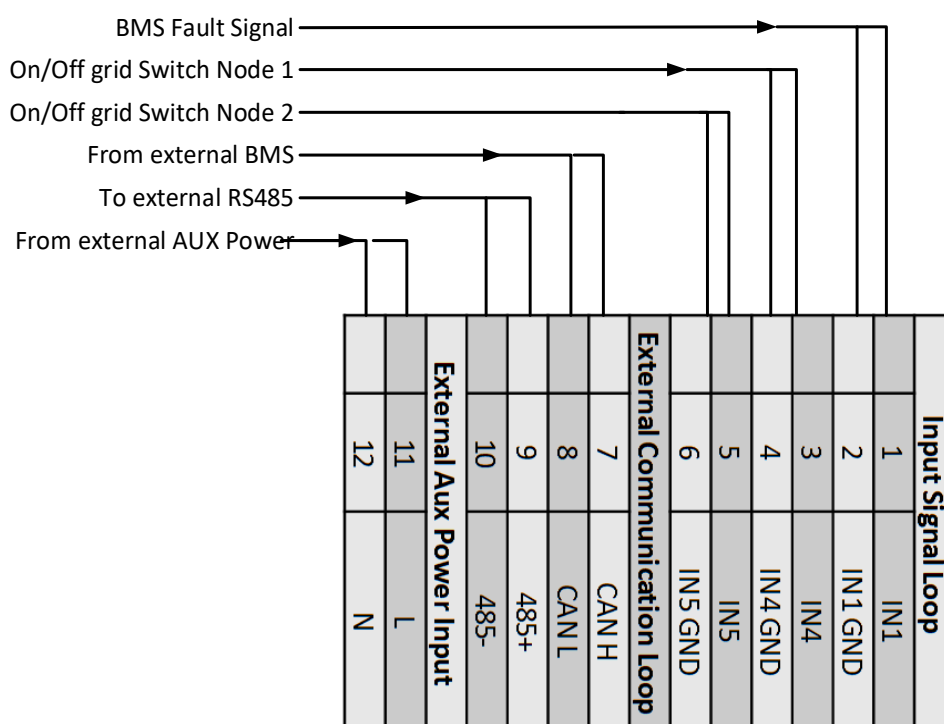 BMS Fault Signal
On/Off grid Switch Node 1
On/Off grid Switch Node 2
From external BMS
To external RS485
From external AUX Power
Input Signal Loop
1 IN1
2 IN1 GND
3 IN4
4 IN4 GND
5 IN5
6 IN5 GND
External Communication Loop
7 CAN H
8 CAN L
9 485+
10 485-
External Aux Power Input
11 L
12 N